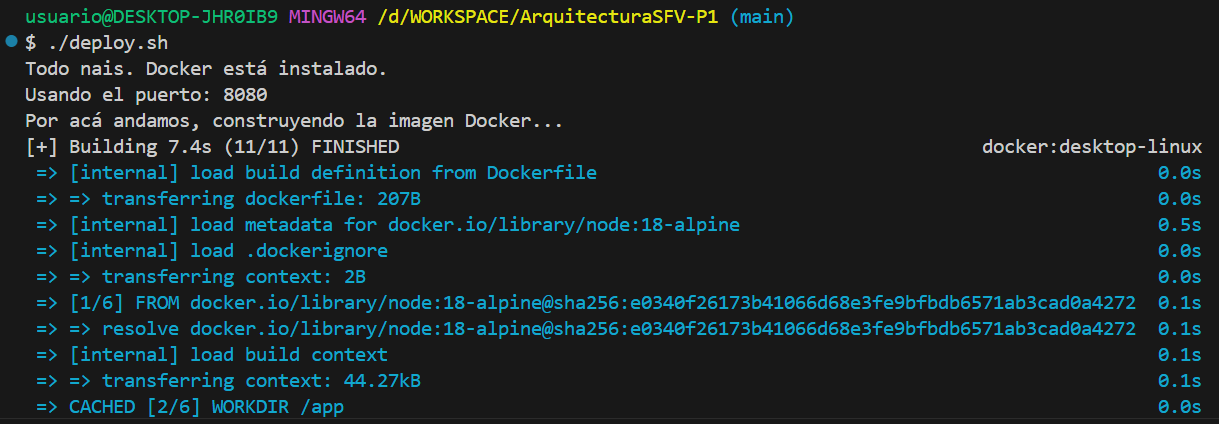 usuario@DESKTOP-JHR0IB9 MINGW64 /d/WORKSPACE/ArquitecturaSFV-P1 (main)
$ ./deploy.sh
Todo nais. Docker está instalado.
Usando el puerto: 8080
Por acá andamos, construyendo la imagen Docker...
[+] Building 7.4s (11/11) FINISHED docker:desktop-linux
=> [internal] load build definition from Dockerfile 0.0s
=> => transferring dockerfile: 207B 0.0s
=> [internal] load metadata for docker.io/library/node:18-alpine 0.5s
=> [internal] load .dockerignore 0.0s
=> => transferring context: 2B 0.0s
=> [1/6] FROM docker.io/library/node:18-alpine@sha256:e0340f26173b41066d68e3fe9bfbdb6571ab3cad0a4272 0.1s
=> => resolve docker.io/library/node:18-alpine@sha256:e0340f26173b41066d68e3fe9bfbdb6571ab3cad0a4272 0.1s
=> [internal] load build context 0.1s
=> => transferring context: 44.27kB 0.1s
=> CACHED [2/6] WORKDIR /app 0.0s